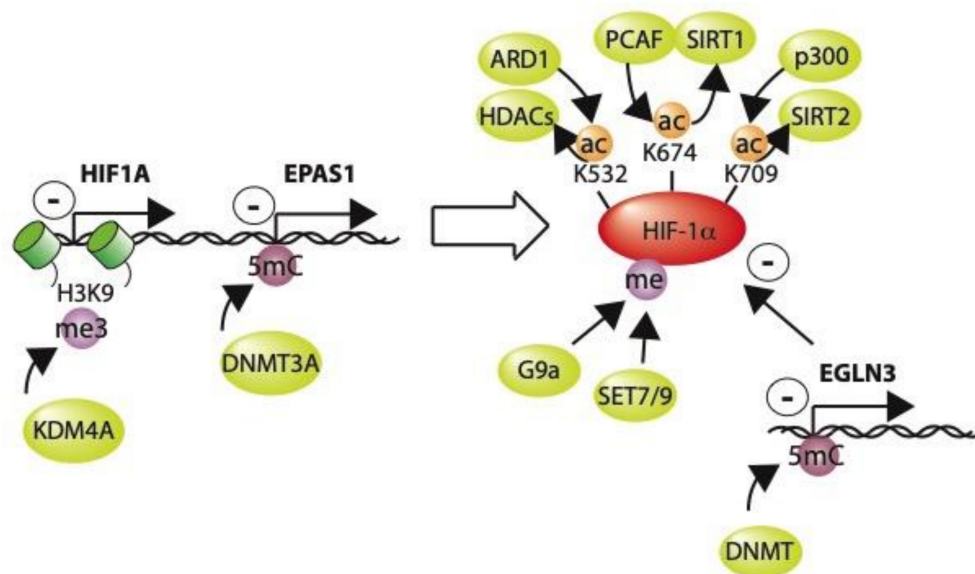 PCAF
SIRT1
ARD1
p300
HDACs
SIRT2
ac
ac
ac
K532
K674
K709
HIF1A
EPAS1
-
-
HIF-1α
-
5mC
me
H3K9
me3
DNMT3A
G9a
SET7/9
EGLN3
-
KDM4A
5mC
DNMT